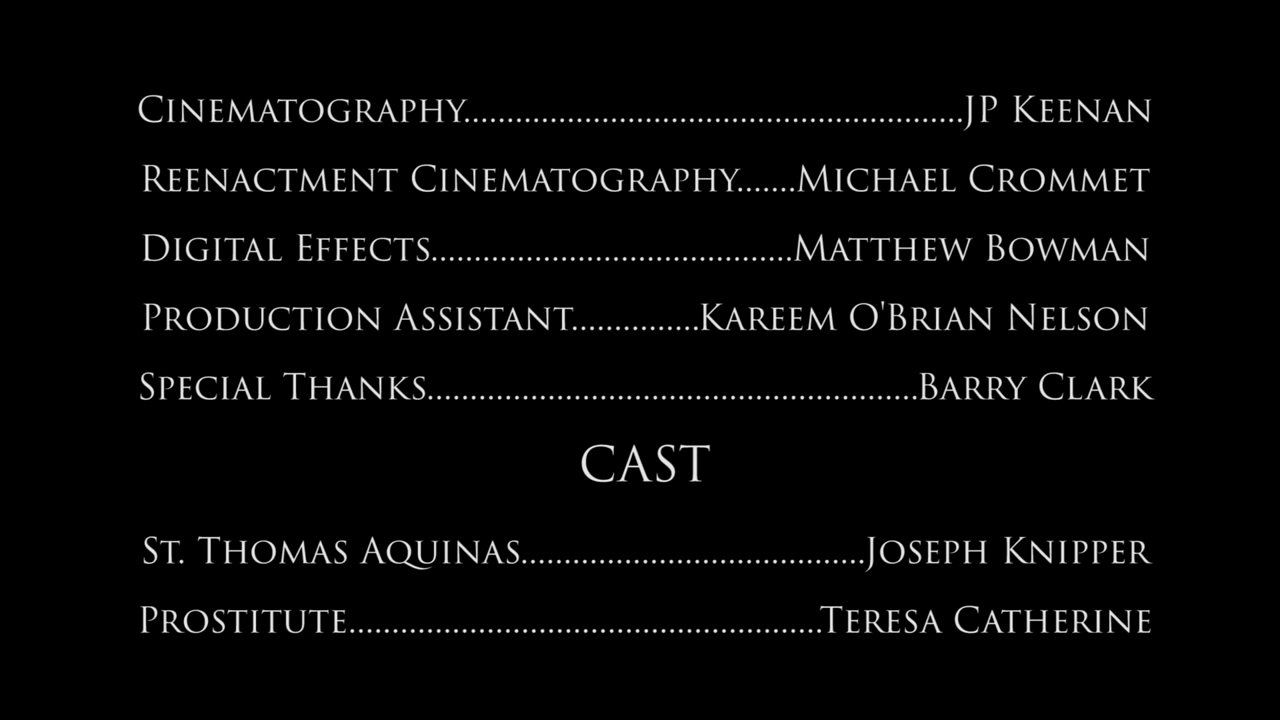 Cinematography.........................................................JP Keenan
Reenactment Cinematography.......Michael Crommet
Digital Effects..........................................Matthew Bowman
Production Assistant...............Kareem O'Brian Nelson
Special Thanks.........................................................Barry Clark
CAST
St. Thomas Aquinas........................................Joseph Knipper
Prostitute.......................................................Teresa Catherine